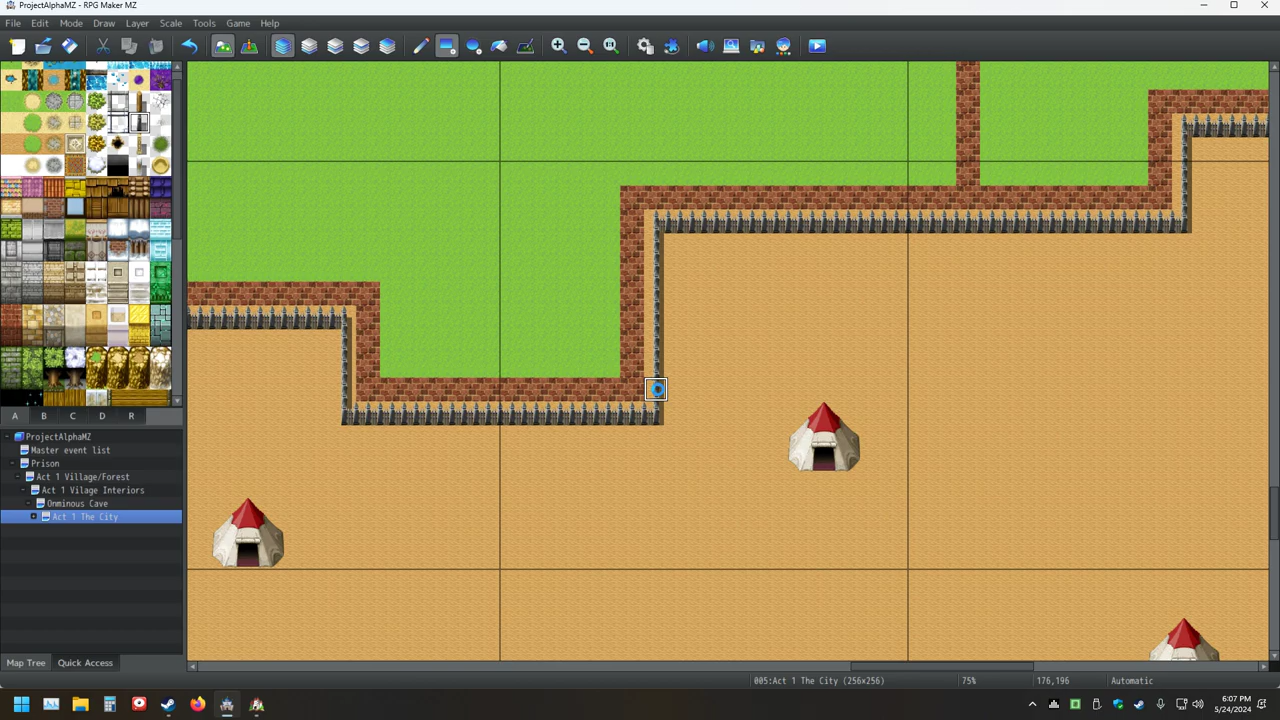 ProjectAlphaMZ - RPG Maker MZ
File Edit Mode Draw Layer Scale Tools Game Help
A B C D R
ProjectAlphaMZ
Master event list
Prison
Act 1 Village/Forest
Act 1 Vilage Interiors
Onminous Cave
Act 1 The City
Map Tree Quick Access
005:Act 1 The City (256x256) 75% 176,196 Automatic
6:07 PM
5/24/2024